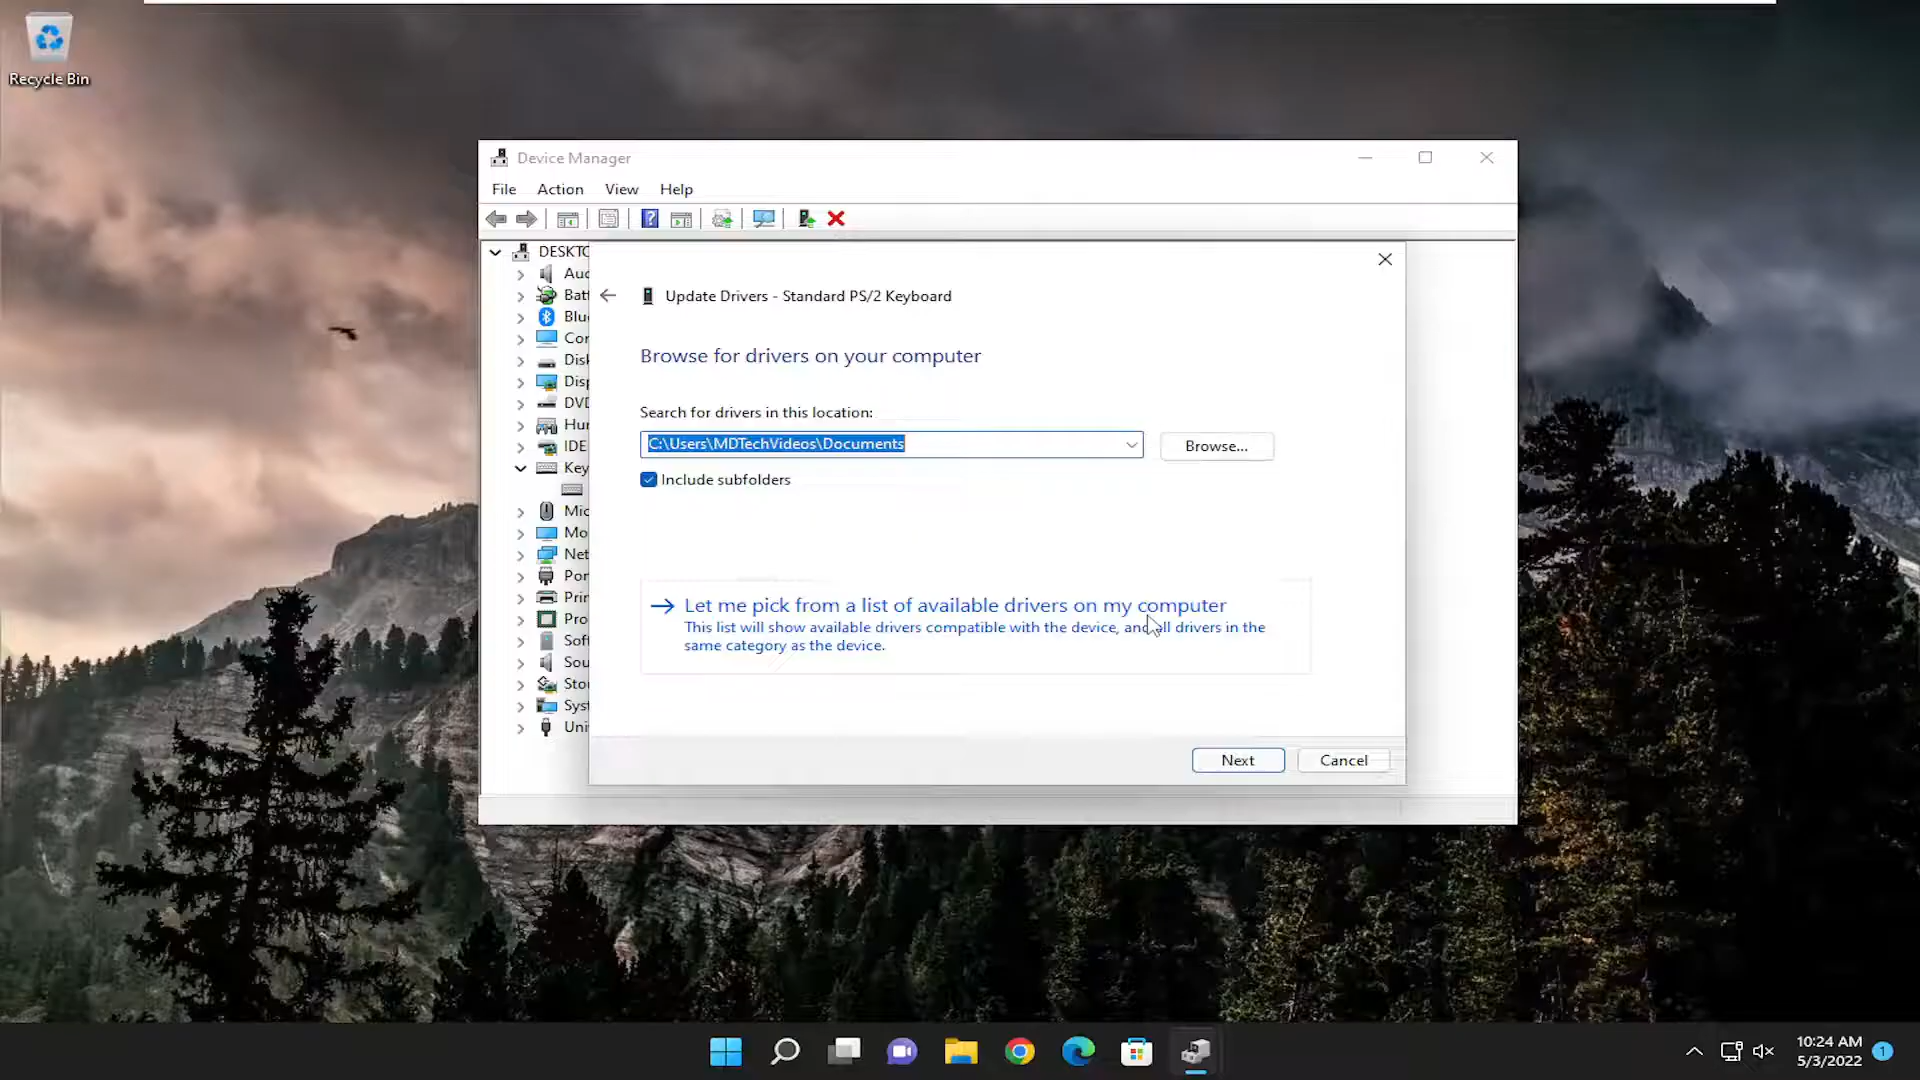 Recycle Bin
Device Manager
File Action View Help
DESKTO
Aud
Batt
Blu
Cor
Disk
Disp
DVD
Hur
IDE
Key
Mic
Mo
Net
Por
Prin
Pro
Soft
Sou
Sto
Syst
Uni
Update Drivers - Standard PS/2 Keyboard
Browse for drivers on your computer
Search for drivers in this location:
C:\Users\MDTechVideos\Documents
Browse...
Include subfolders
Let me pick from a list of available drivers on my computer
This list will show available drivers compatible with the device, and all drivers in the
same category as the device.
Next Cancel
10:24 AM
5/3/2022
1